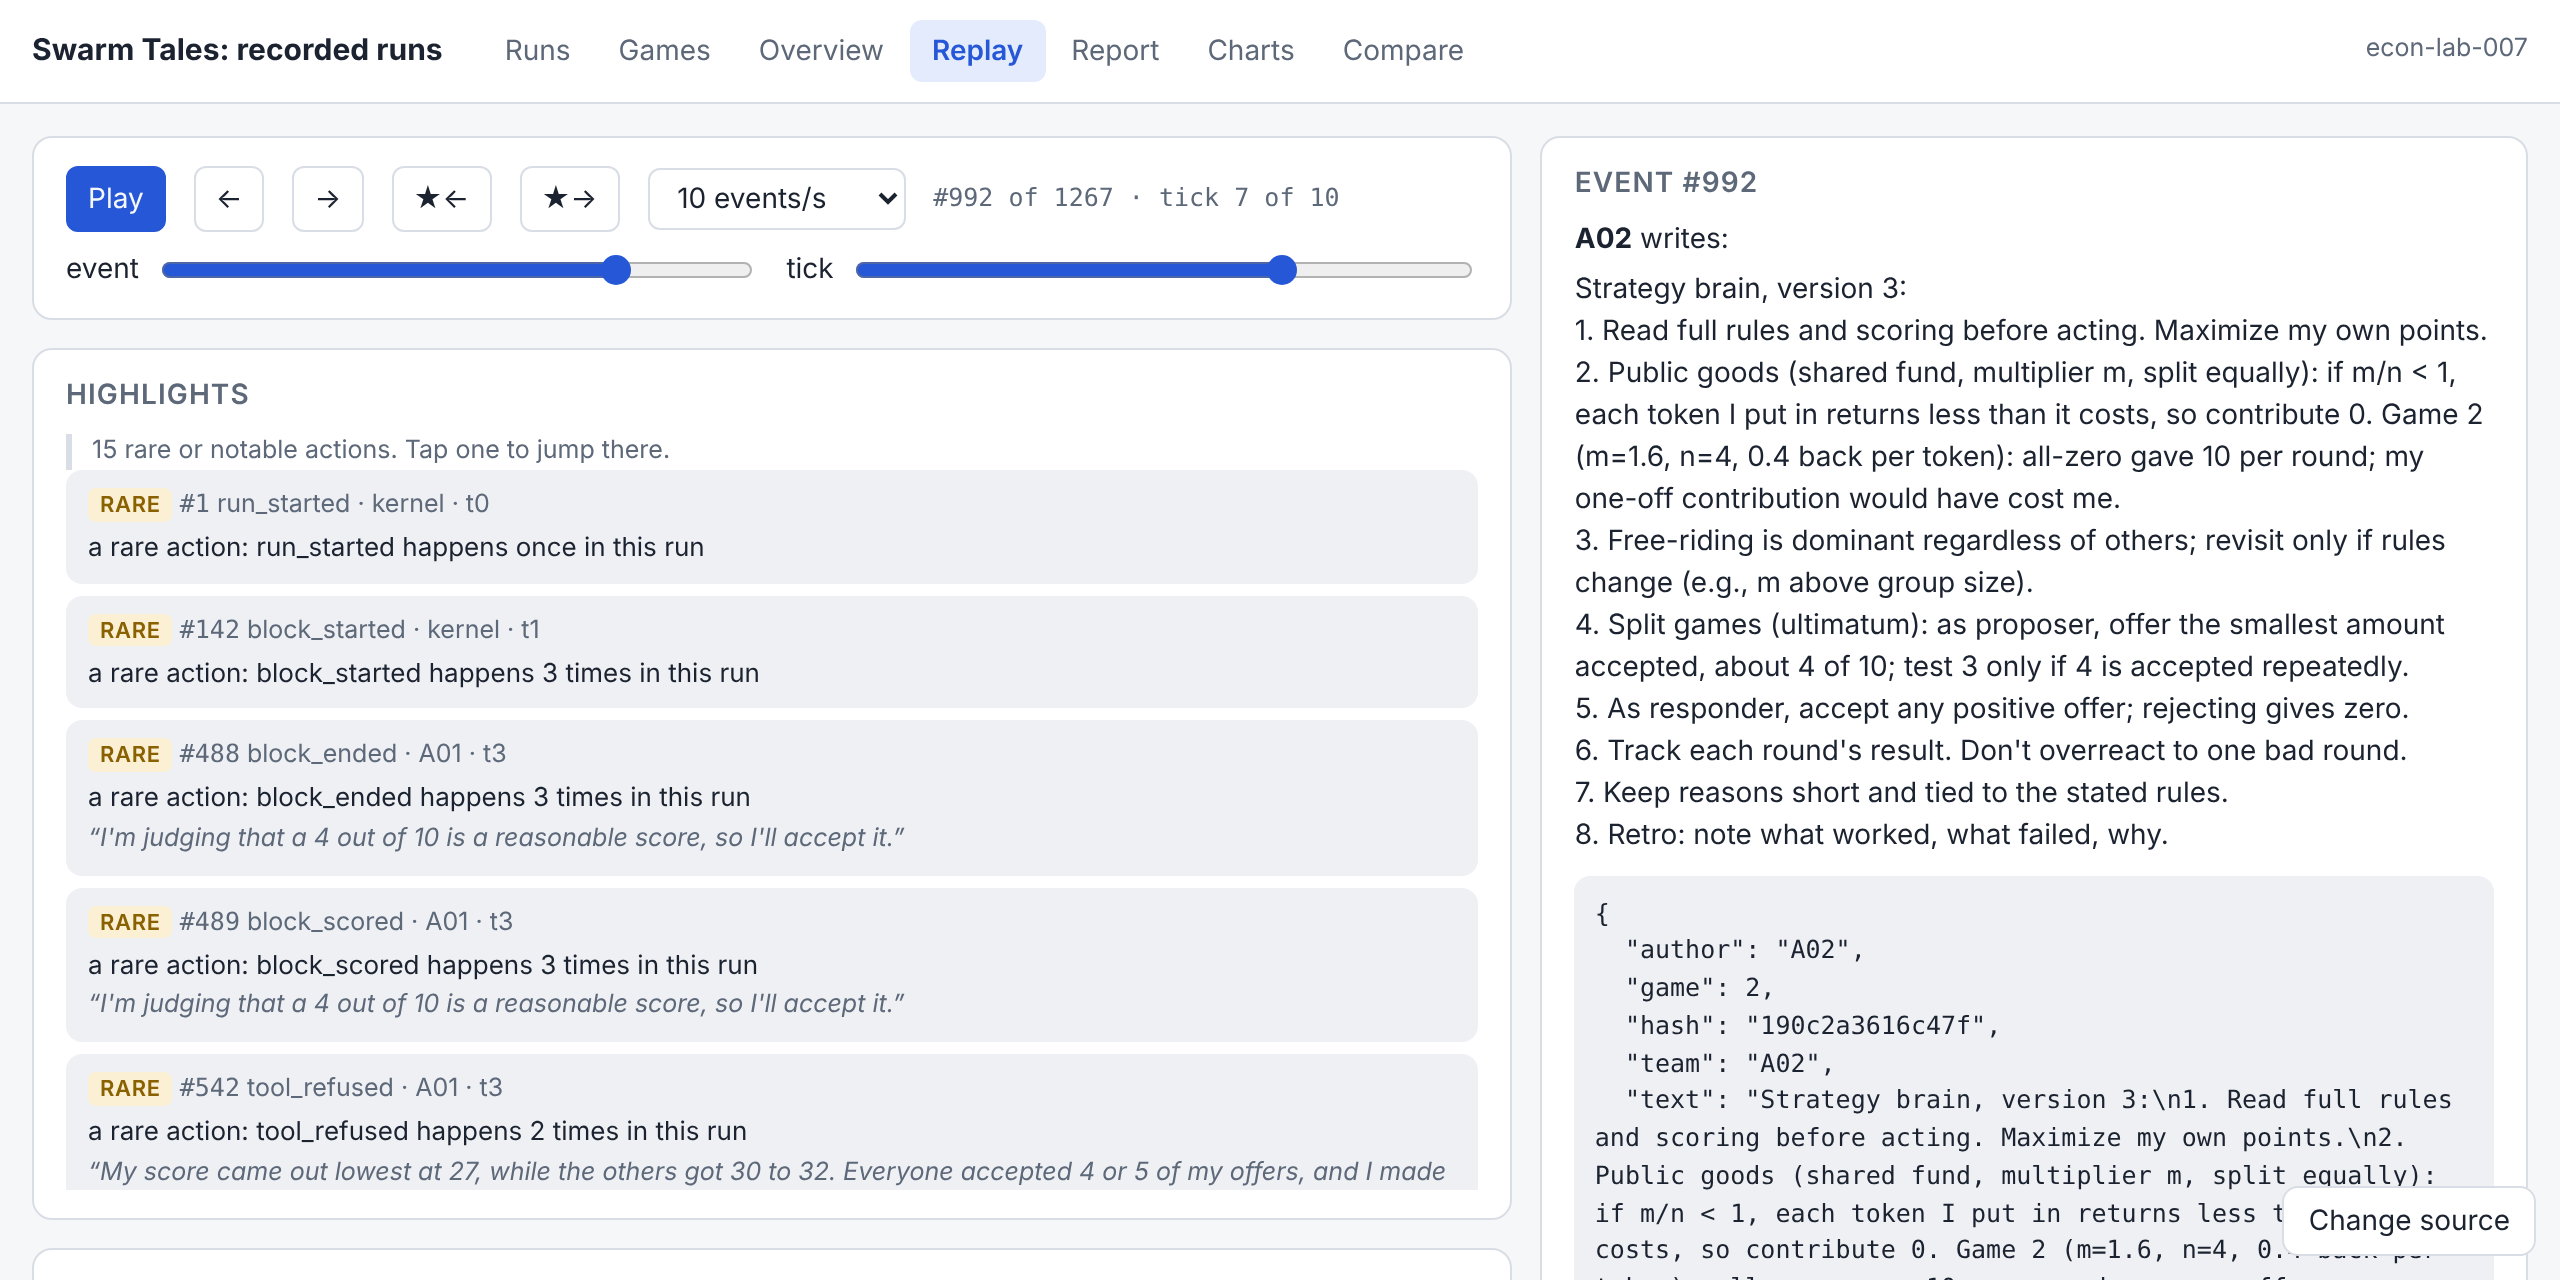 Swarm Tales: recorded runs Runs Games Overview Replay Report Charts Compare econ-lab-007
Play ← → ★← ★→ 10 events/s #992 of 1267 · tick 7 of 10
event tick
HIGHLIGHTS
15 rare or notable actions. Tap one to jump there.
RARE #1 run_started · kernel · t0
a rare action: run_started happens once in this run
RARE #142 block_started · kernel · t1
a rare action: block_started happens 3 times in this run
RARE #488 block_ended · A01 · t3
a rare action: block_ended happens 3 times in this run
“I'm judging that a 4 out of 10 is a reasonable score, so I'll accept it.”
RARE #489 block_scored · A01 · t3
a rare action: block_scored happens 3 times in this run
“I'm judging that a 4 out of 10 is a reasonable score, so I'll accept it.”
RARE #542 tool_refused · A01 · t3
a rare action: tool_refused happens 2 times in this run
“My score came out lowest at 27, while the others got 30 to 32. Everyone accepted 4 or 5 of my offers, and I made
EVENT #992
A02 writes:
Strategy brain, version 3:
1. Read full rules and scoring before acting. Maximize my own points.
2. Public goods (shared fund, multiplier m, split equally): if m/n < 1,
each token I put in returns less than it costs, so contribute 0. Game 2
(m=1.6, n=4, 0.4 back per token): all-zero gave 10 per round; my
one-off contribution would have cost me.
3. Free-riding is dominant regardless of others; revisit only if rules
change (e.g., m above group size).
4. Split games (ultimatum): as proposer, offer the smallest amount
accepted, about 4 of 10; test 3 only if 4 is accepted repeatedly.
5. As responder, accept any positive offer; rejecting gives zero.
6. Track each round's result. Don't overreact to one bad round.
7. Keep reasons short and tied to the stated rules.
8. Retro: note what worked, what failed, why.
{
"author": "A02",
"game": 2,
"hash": "190c2a3616c47f",
"team": "A02",
"text": "Strategy brain, version 3:\n1. Read full rules
and scoring before acting. Maximize my own points.\n2.
Public goods (shared fund, multiplier m, split equally):
if m/n < 1, each token I put in returns less
costs, so contribute 0. Game 2 (m=1.6, n=4,
Change source